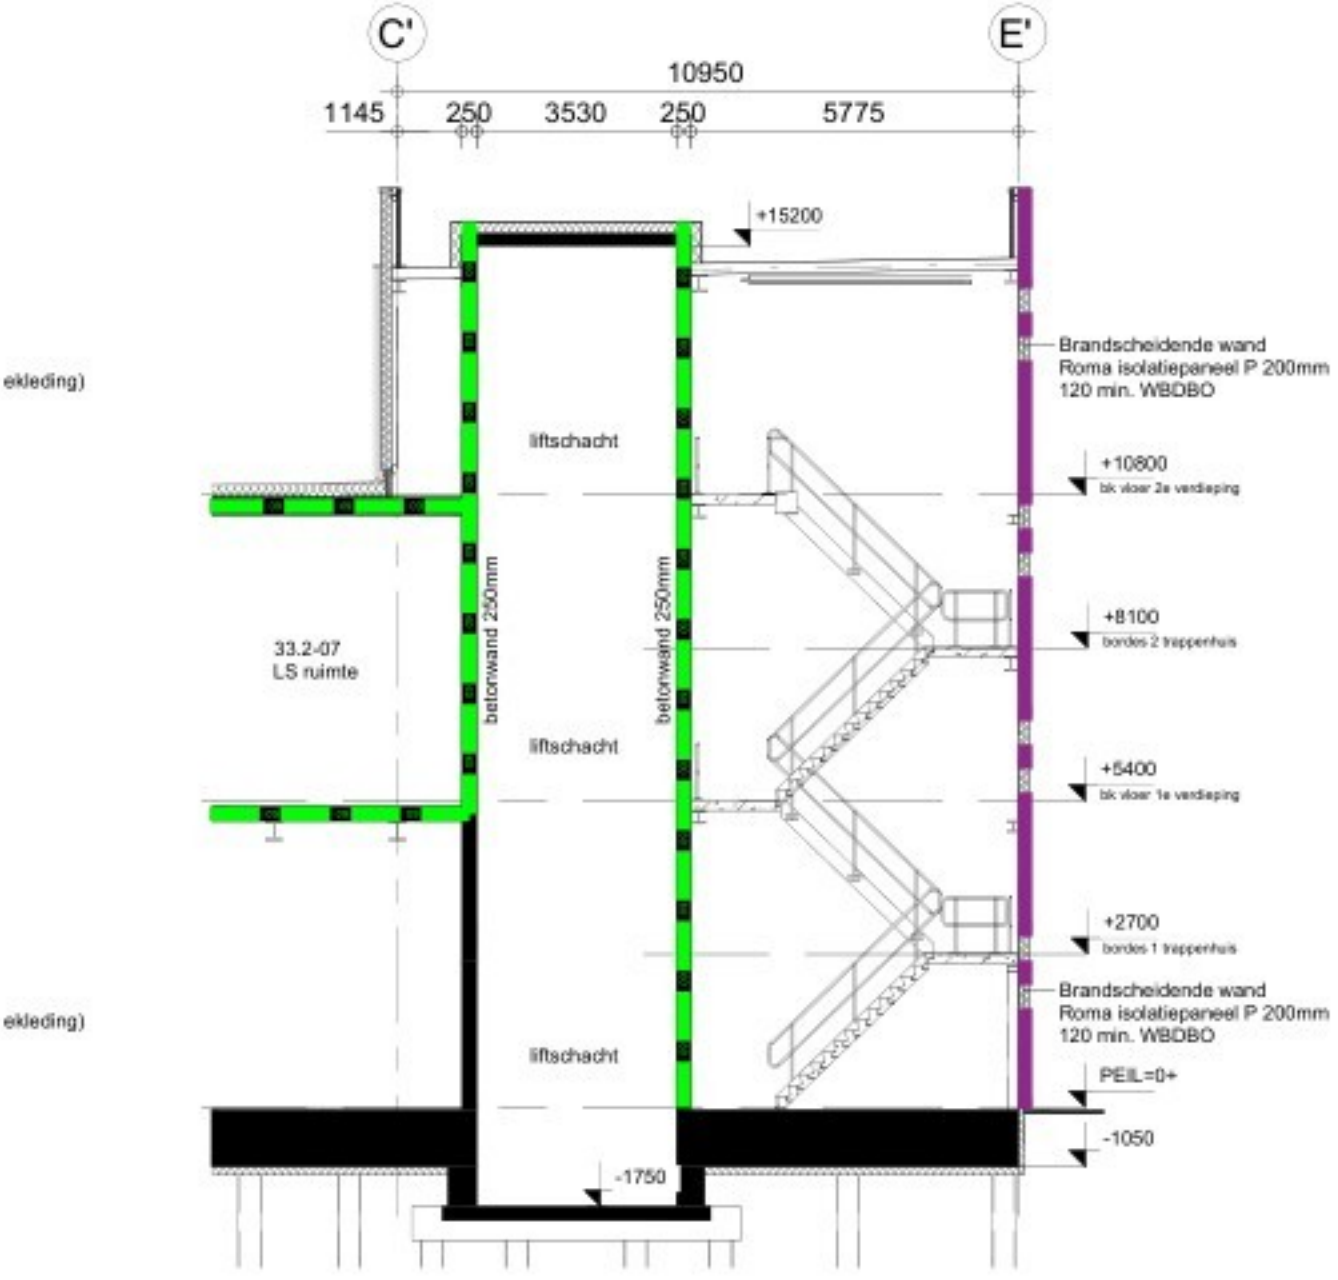 C'
E'
10950
1145
250
3530
250
5775
+15200
Brandscheidende wand
Roma isolatiepaneel P 200mm
120 min. WBDBO
ekleding)
liftschacht
+10800
bk vloer 2e verdieping
betonwand 250mm
betonwand 250mm
+8100
bordes 2 trappenhuis
33.2-07
LS ruimte
liftschacht
+5400
bk vloer 1e verdieping
+2700
bordes 1 trappenhuis
Brandscheidende wand
Roma isolatiepaneel P 200mm
120 min. WBDBO
ekleding)
liftschacht
PEIL=0+
-1050
-1750